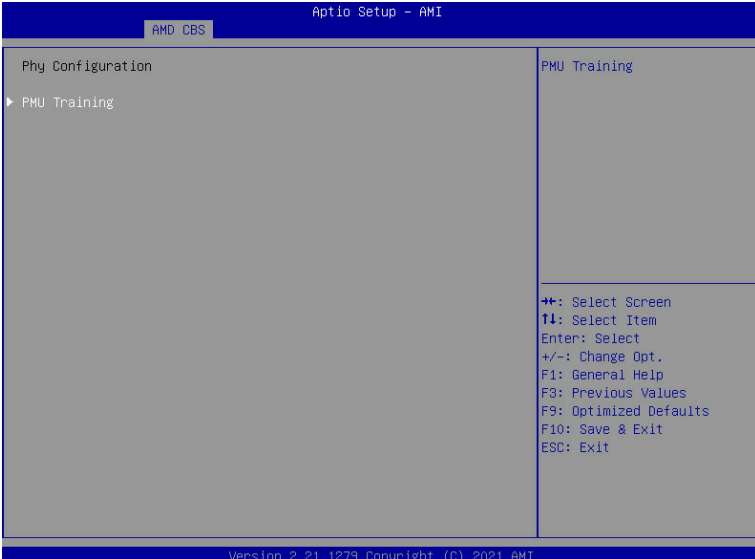 Aptio Setup – AMI
AMD CBS
Phy Configuration
PMU Training
PMU Training
→←: Select Screen
↑↓: Select Item
Enter: Select
+/-: Change Opt.
F1: General Help
F3: Previous Values
F9: Optimized Defaults
F10: Save & Exit
ESC: Exit
Version 2.21.1279 Copyright (C) 2021 AMI